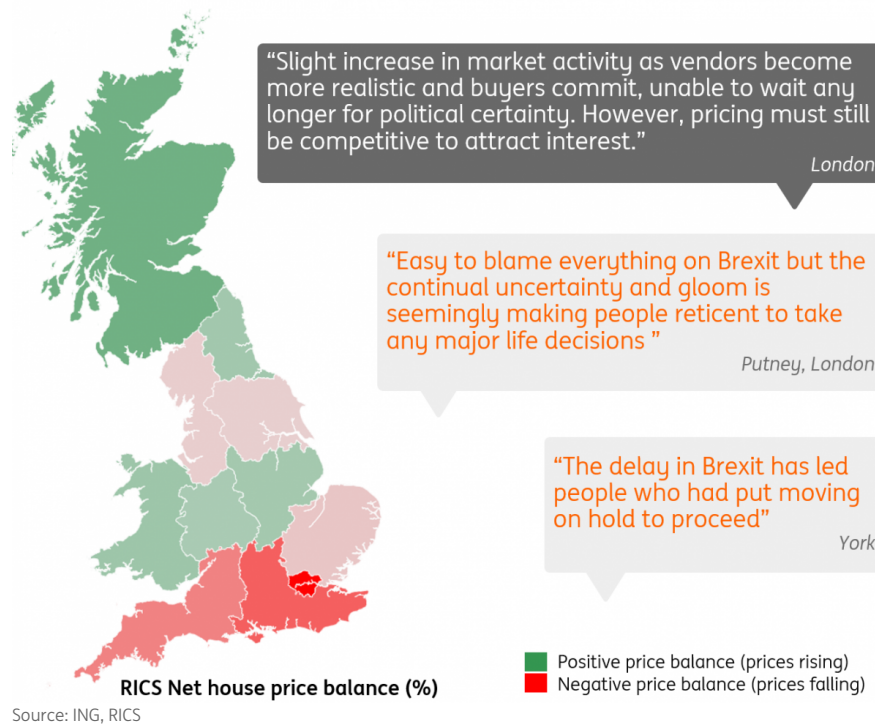 “Slight increase in market activity as vendors become
more realistic and buyers commit, unable to wait any
longer for political certainty. However, pricing must still
be competitive to attract interest.”
London
“Easy to blame everything on Brexit but the
continual uncertainty and gloom is
seemingly making people reticent to take
any major life decisions ”
Putney, London
“The delay in Brexit has led
people who had put moving
on hold to proceed”
York
Positive price balance (prices rising)
Negative price balance (prices falling)
RICS Net house price balance (%)
Source: ING, RICS